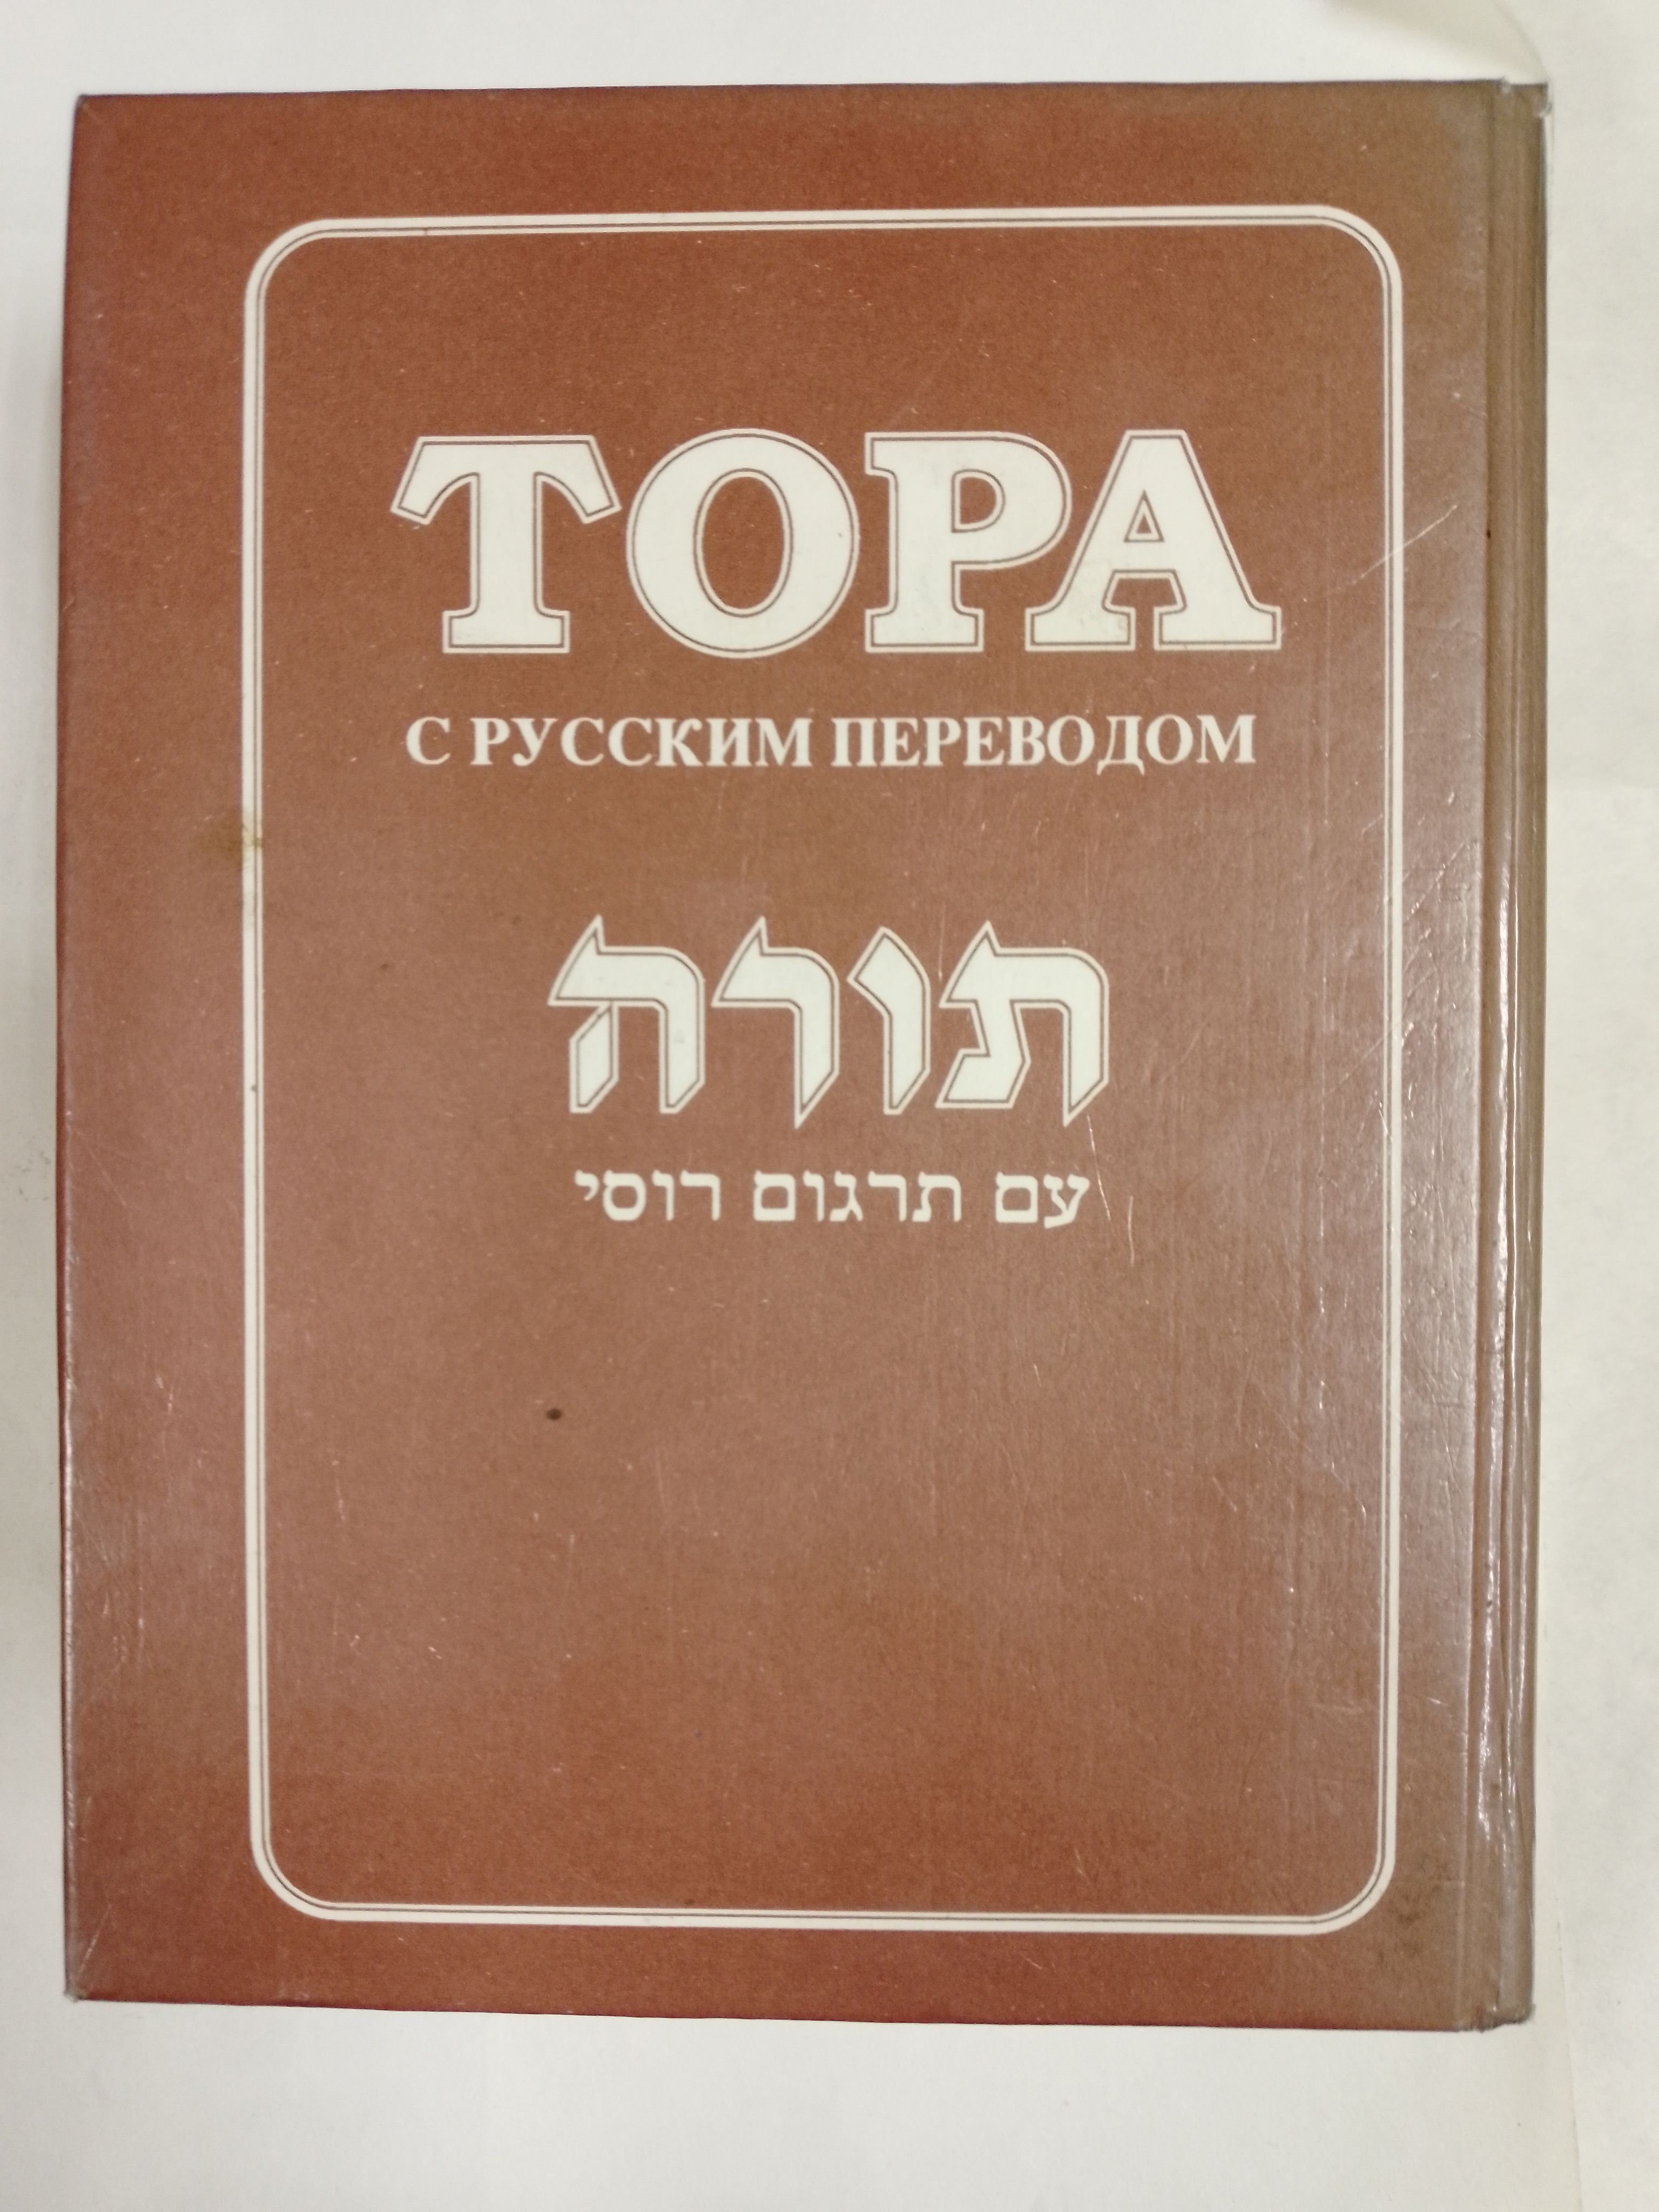 ТОРА
С РУССКИМ ПЕРЕВОДОМ
תורה
עם תרגום רוסי